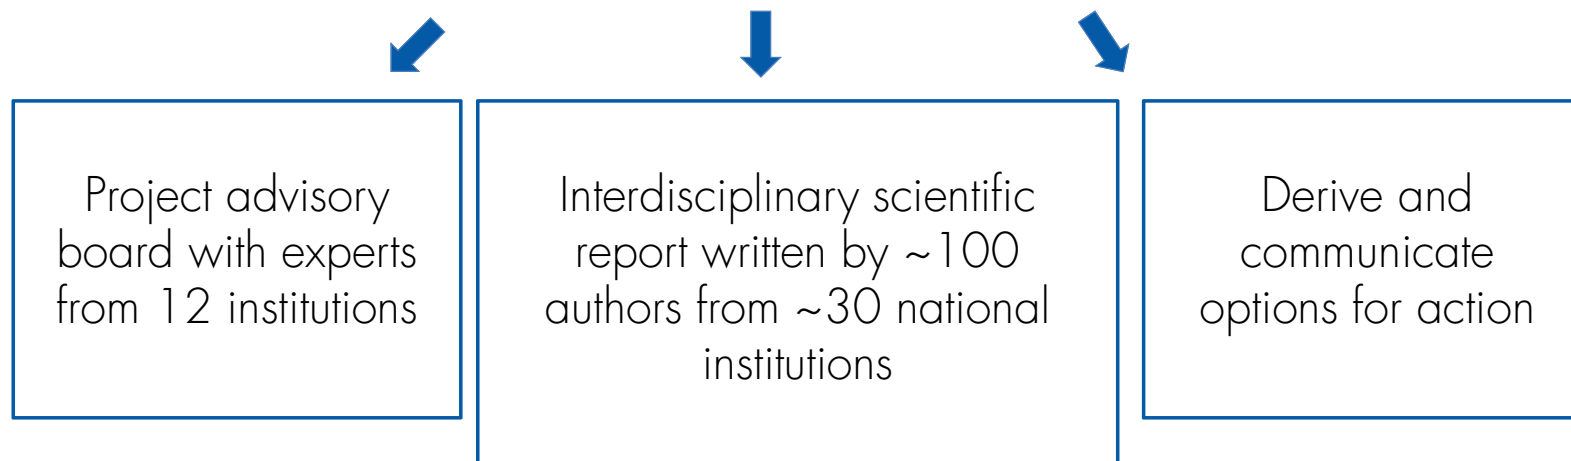 Project advisory
board with experts
from 12 institutions
Interdisciplinary scientific
report written by ~100
authors from ~30 national
institutions
Derive and
communicate
options for action